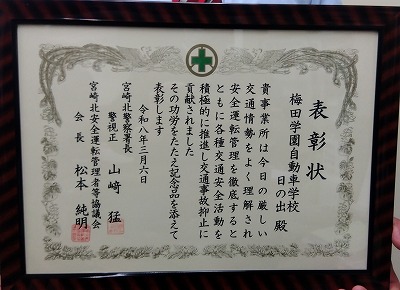 表彰状
梅田学園自動車学校
日の出 殿
貴事業所は今日の厳しい
交通情勢をよく理解され
安全運転管理を徹底すると
ともに各種交通安全活動を
積極的に推進し交通事故抑止に
貢献されました
その功労をたたえ記念品を添えて
表彰します
令和八年三月六日
宮崎北警察署長
警視正 山﨑 猛
宮崎北安全運転管理者等協議会
会長 松本 純明